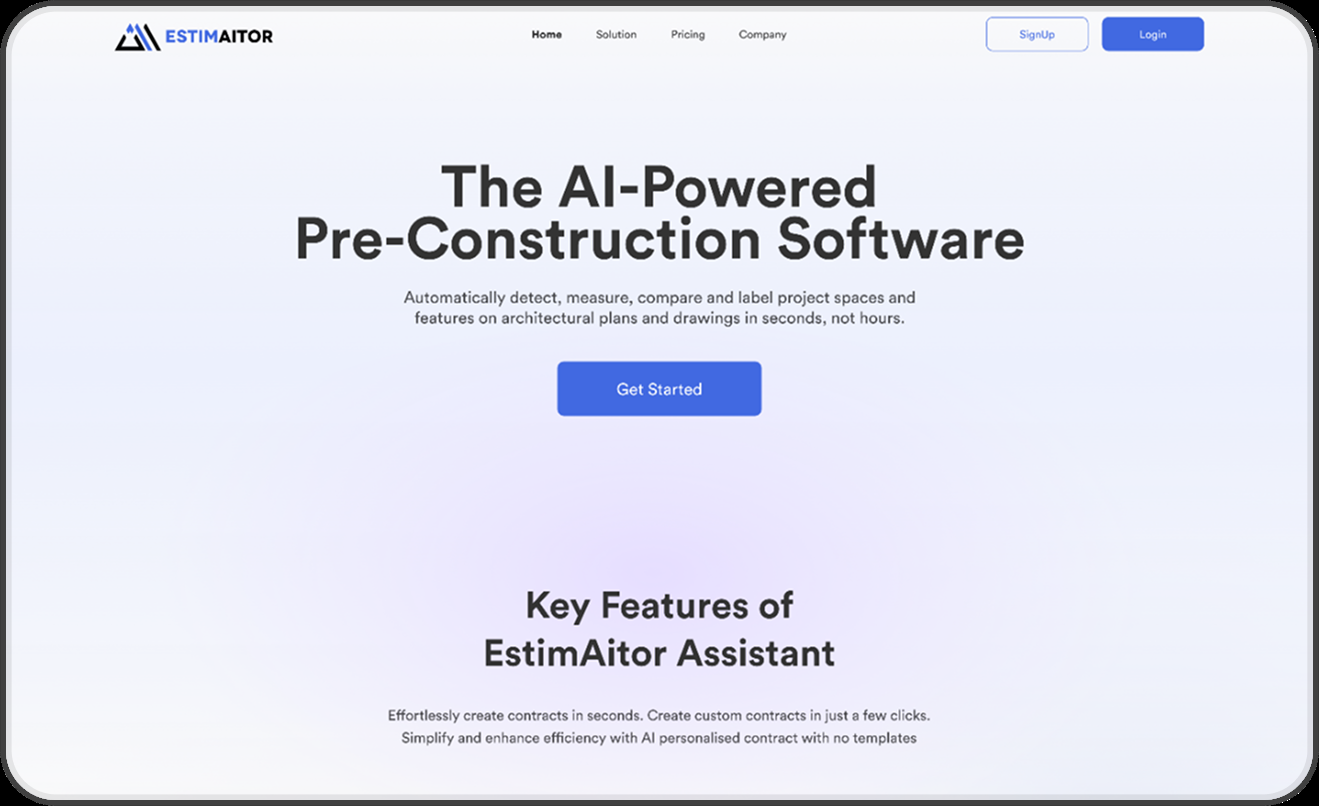 ESTIMAITOR
Home Solution Pricing Company
SignUp Login
The AI-Powered
Pre-Construction Software
Automatically detect, measure, compare and label project spaces and
features on architectural plans and drawings in seconds, not hours.
Get Started
Key Features of
EstimAitor Assistant
Effortlessly create contracts in seconds. Create custom contracts in just a few clicks.
Simplify and enhance efficiency with AI personalised contract with no templates